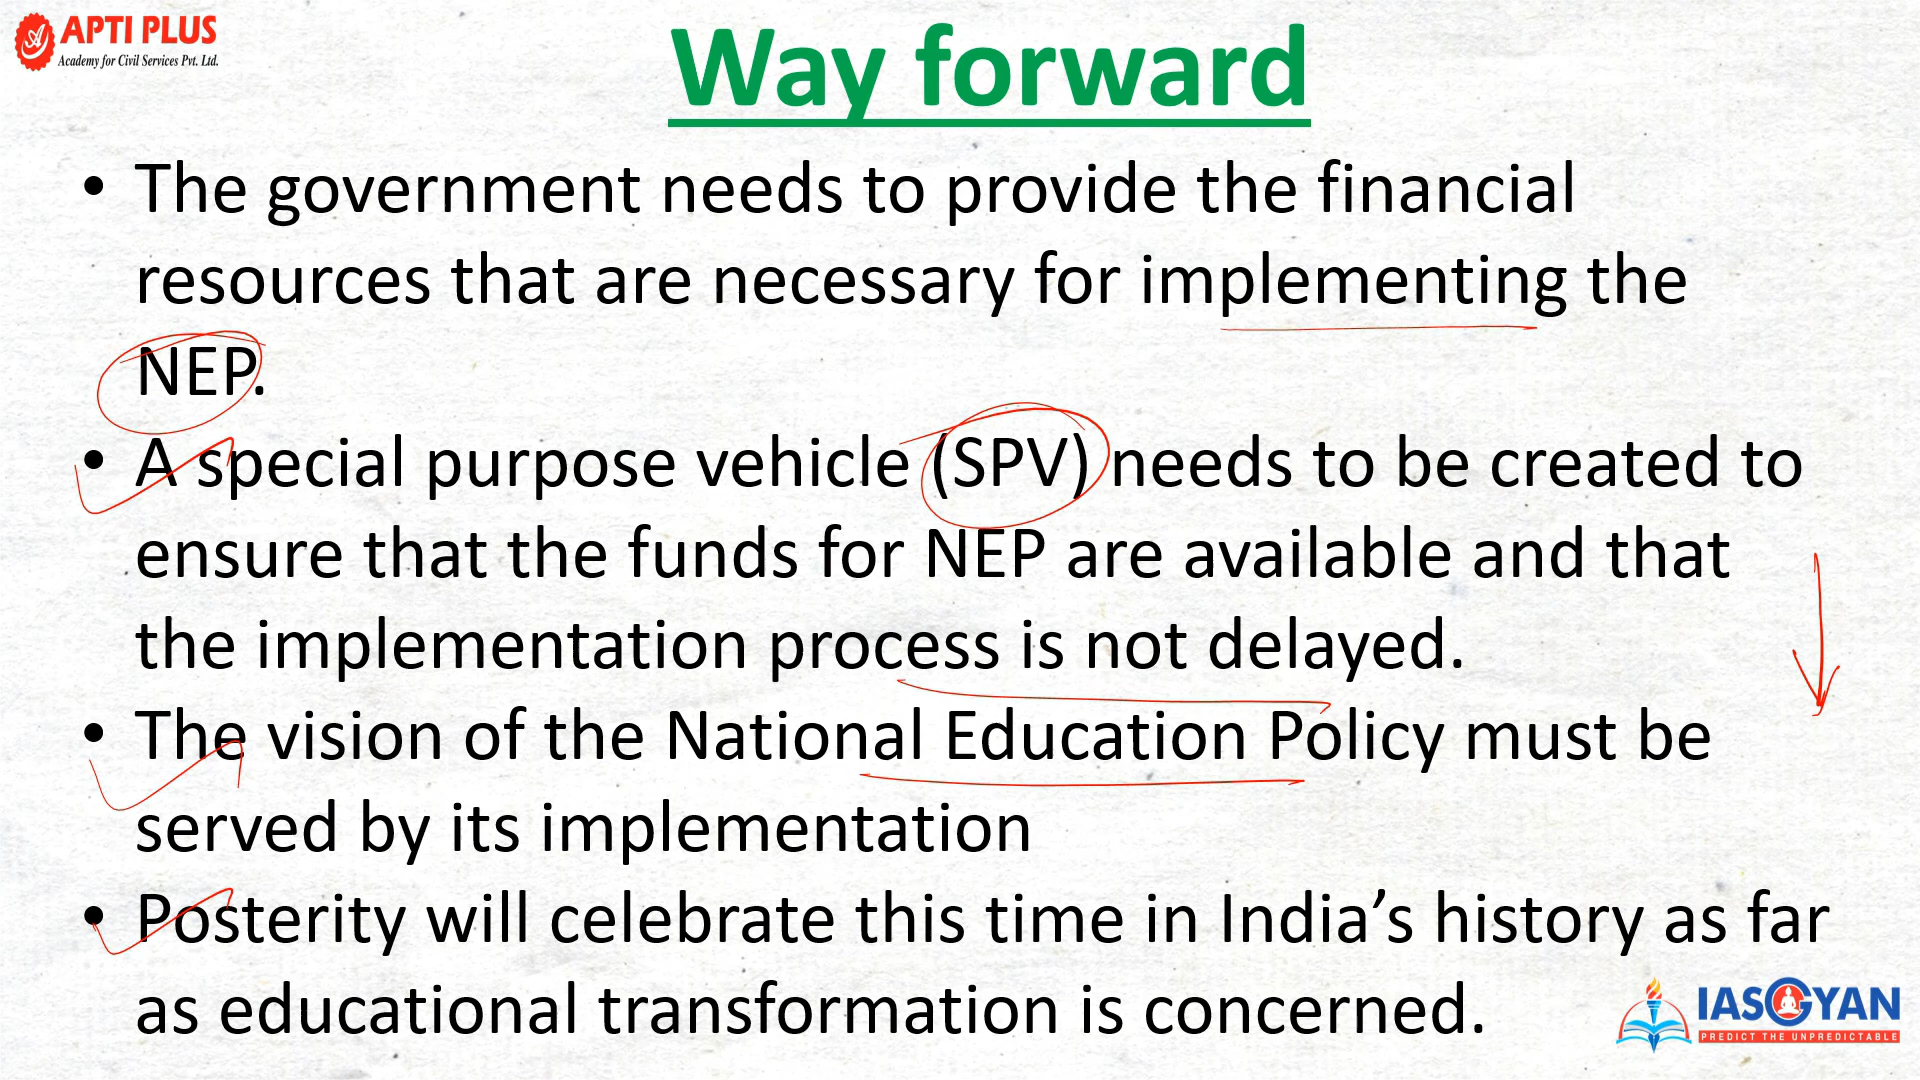 APTI PLUS
Academy for Civil Services Pvt. Ltd.
Way forward
• The government needs to provide the financial
resources that are necessary for implementing the
NEP.
• A special purpose vehicle (SPV) needs to be created to
ensure that the funds for NEP are available and that
the implementation process is not delayed.
• The vision of the National Education Policy must be
served by its implementation
• Posterity will celebrate this time in India’s history as far
as educational transformation is concerned.
IASGYAN
PREDICT THE UNPREDICTABLE